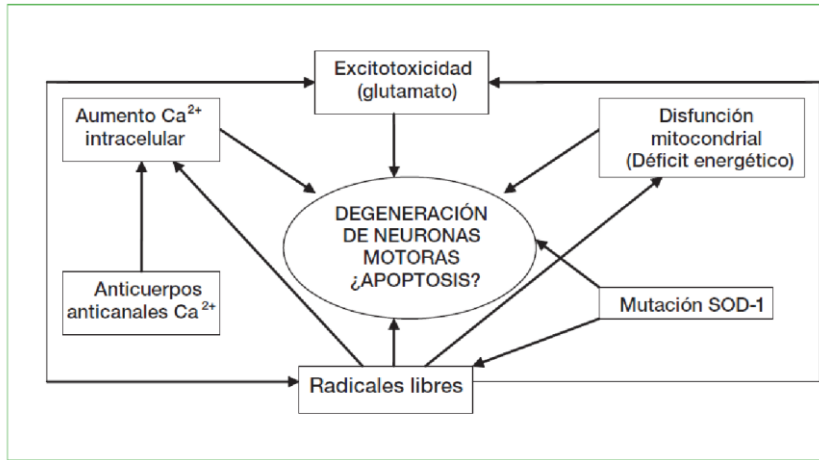 Excitotoxicidad
(glutamato)
Aumento Ca²⁺
intracelular
Disfunción
mitocondrial
(Déficit energético)
DEGENERACIÓN
DE NEURONAS
MOTORAS
¿APOPTOSIS?
Anticuerpos
anticanales Ca²⁺
Mutación SOD-1
Radicales libres